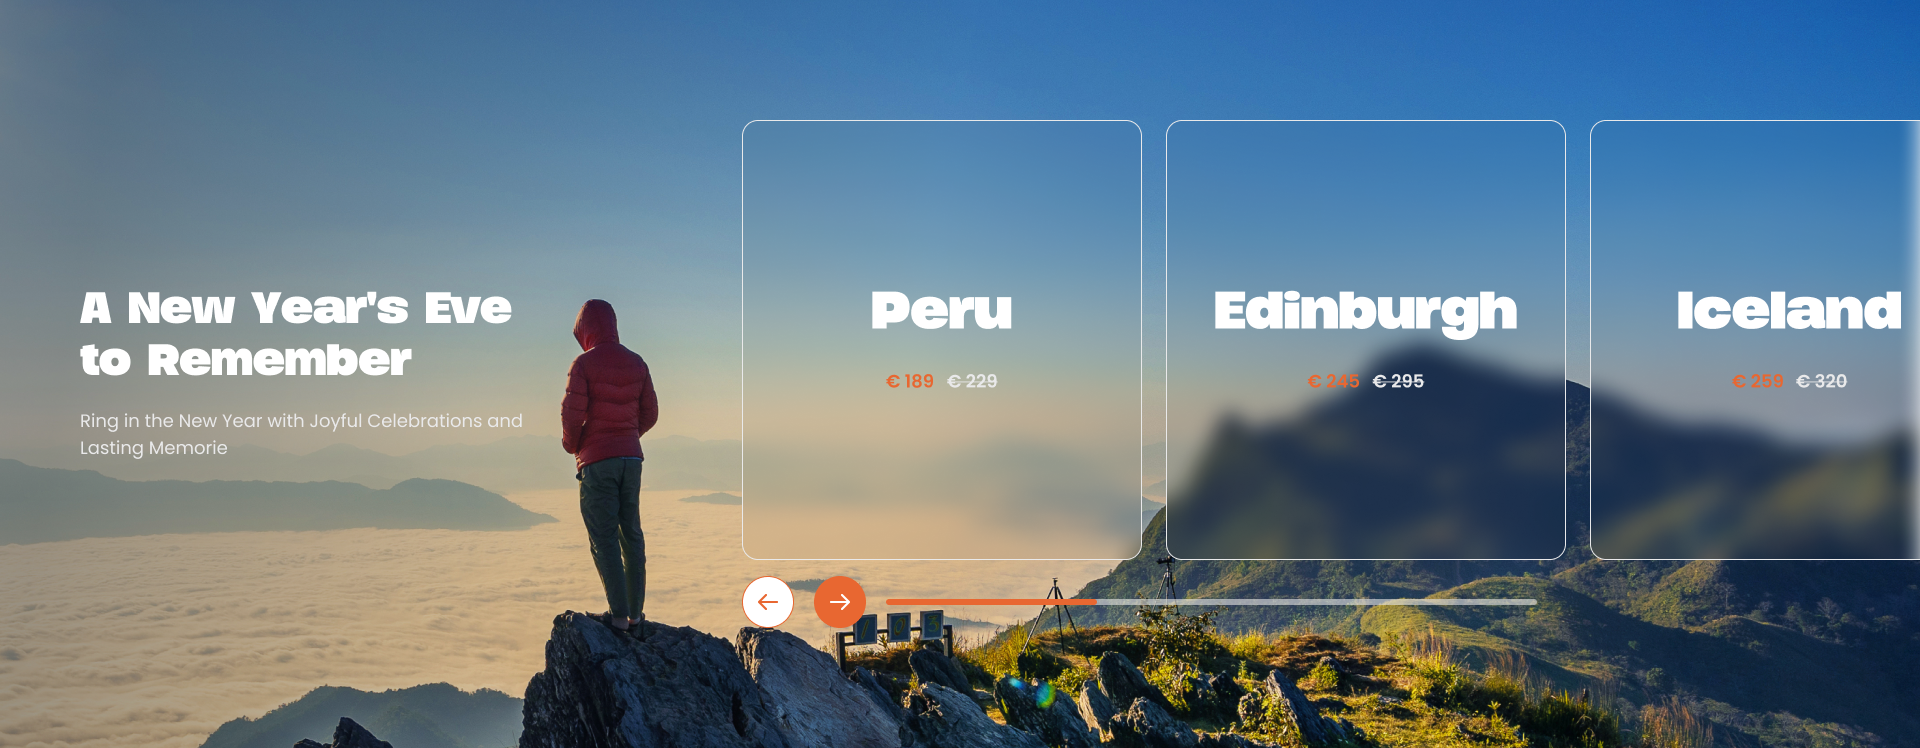 A New Year's Eve
to Remember
Ring in the New Year with Joyful Celebrations and
Lasting Memorie
Peru
€ 189 € 229
Edinburgh
€ 245 € 295
Iceland
€ 259 € 320